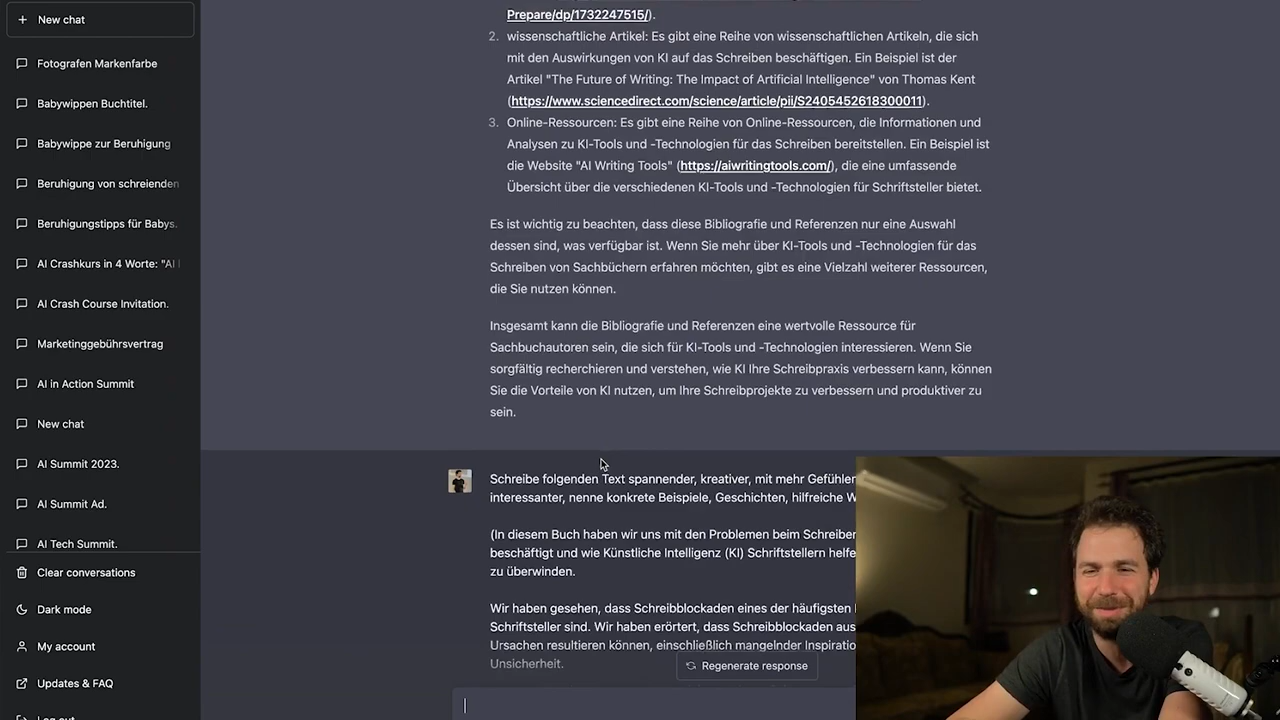 New chat
Fotografen Markenfarbe
Babywippen Buchtitel.
Babywippe zur Beruhigung
Beruhigung von schreienden
Beruhigungstipps für Babys.
AI Crashkurs in 4 Worte: "AI
AI Crash Course Invitation.
Marketinggebührsvertrag
AI in Action Summit
New chat
AI Summit 2023.
AI Summit Ad.
AI Tech Summit.
Clear conversations
Dark mode
My account
Updates & FAQ
Log out
Prepare/dp/1732247515/).
2. wissenschaftliche Artikel: Es gibt eine Reihe von wissenschaftlichen Artikeln, die sich
mit den Auswirkungen von KI auf das Schreiben beschäftigen. Ein Beispiel ist der
Artikel "The Future of Writing: The Impact of Artificial Intelligence" von Thomas Kent
(https://www.sciencedirect.com/science/article/pii/S2405452618300011).
3. Online-Ressourcen: Es gibt eine Reihe von Online-Ressourcen, die Informationen und
Analysen zu KI-Tools und -Technologien für das Schreiben bereitstellen. Ein Beispiel ist
die Website "AI Writing Tools" (https://aiwritingtools.com/), die eine umfassende
Übersicht über die verschiedenen KI-Tools und -Technologien für Schriftsteller bietet.
Es ist wichtig zu beachten, dass diese Bibliografie und Referenzen nur eine Auswahl
dessen sind, was verfügbar ist. Wenn Sie mehr über KI-Tools und -Technologien für das
Schreiben von Sachbüchern erfahren möchten, gibt es eine Vielzahl weiterer Ressourcen,
die Sie nutzen können.
Insgesamt kann die Bibliografie und Referenzen eine wertvolle Ressource für
Sachbuchautoren sein, die sich für KI-Tools und -Technologien interessieren. Wenn Sie
sorgfältig recherchieren und verstehen, wie KI Ihre Schreibpraxis verbessern kann, können
Sie die Vorteile von KI nutzen, um Ihre Schreibprojekte zu verbessern und produktiver zu
sein.
Schreibe folgenden Text spannender, kreativer, mit mehr Gefühlen
interessanter, nenne konkrete Beispiele, Geschichten, hilfreiche
(In diesem Buch haben wir uns mit den Problemen beim Schreiben
beschäftigt und wie Künstliche Intelligenz (KI) Schriftstellern
zu überwinden.
Wir haben gesehen, dass Schreibblockaden eines der häufigsten
Schriftsteller sind. Wir haben erörtert, dass Schreibblockaden aus
Ursachen resultieren können, einschließlich mangelnder
Unsicherheit.
Regenerate response